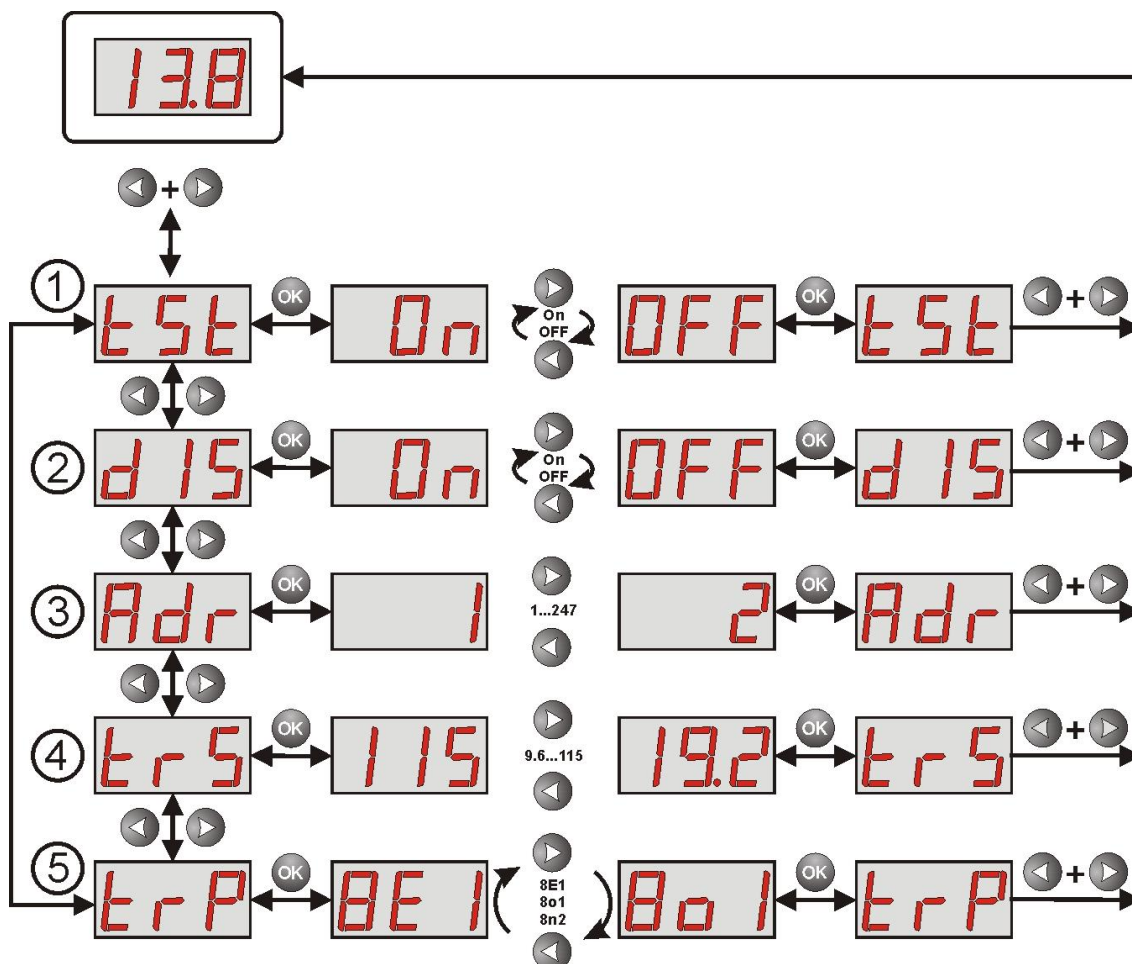 13.8
+
1 tSt OK On On OFF OFF OK tSt +
2 dIS OK On On OFF OFF OK dIS +
3 Adr OK 1 1...247 2 OK Adr +
4 trS OK 115 9.6...115 19.2 OK trS +
5 trP OK 8E1 8E1 8o1 8n2 8o1 OK trP +